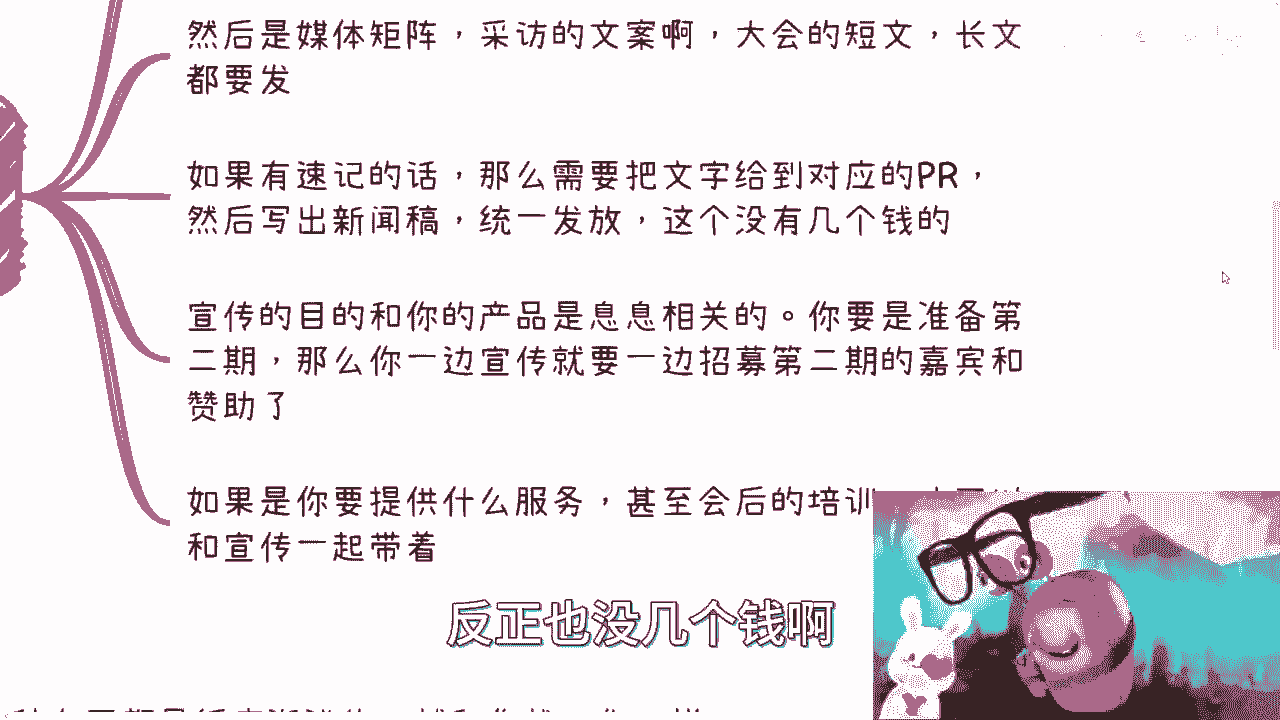 然后是媒体矩阵，采访的文案啊，大会的短文，长文
都要发
如果有速记的话，那么需要把文字给到对应的PR，
然后写出新闻稿，统一发放，这个没有几个钱的
宣传的目的和你的产品是息息相关的。你要是准备第
二期，那么你一边宣传就要一边招募第二期的嘉宾和
赞助了
如果是你要提供什么服务，甚至会后的培训
和宣传一起带着
反正也没几个钱啊